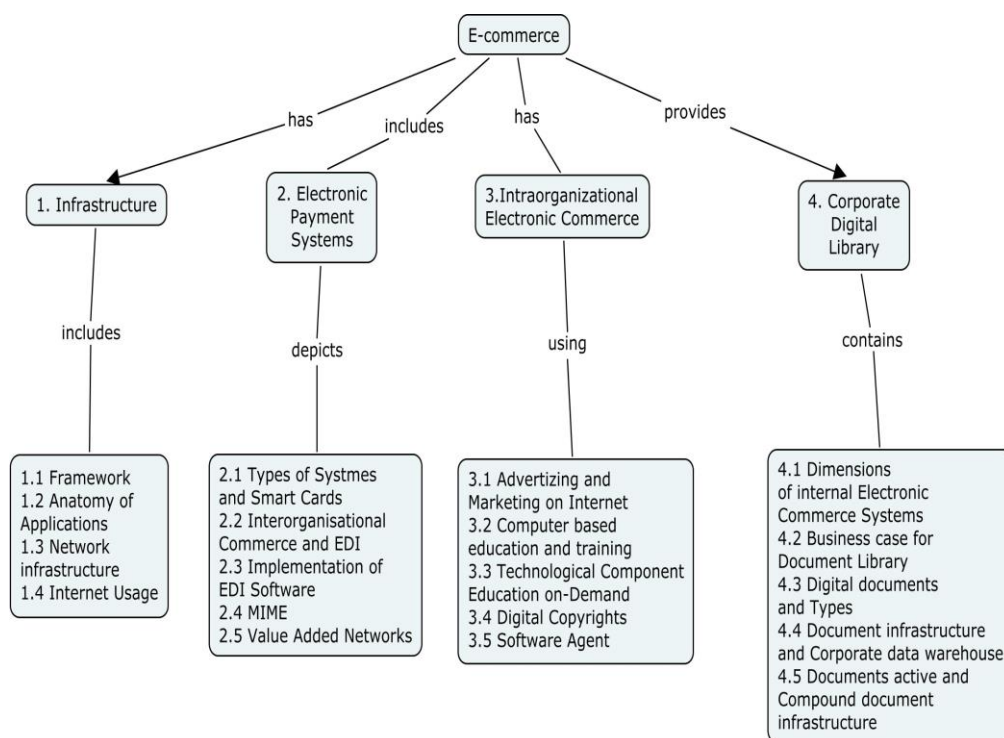 E-commerce
has
includes
has
provides
1. Infrastructure
2. Electronic
Payment
Systems
3.Intraorganizational
Electronic Commerce
4. Corporate
Digital
Library
includes
depicts
using
contains
1.1 Framework
1.2 Anatomy of
Applications
1.3 Network
infrastructure
1.4 Internet Usage
2.1 Types of Systmes
and Smart Cards
2.2 Interorganisational
Commerce and EDI
2.3 Implementation of
EDI Software
2.4 MIME
2.5 Value Added Networks
3.1 Advertizing and
Marketing on Internet
3.2 Computer based
education and training
3.3 Technological Component
Education on-Demand
3.4 Digital Copyrights
3.5 Software Agent
4.1 Dimensions
of internal Electronic
Commerce Systems
4.2 Business case for
Document Library
4.3 Digital documents
and Types
4.4 Document infrastructure
and Corporate data warehouse
4.5 Documents active and
Compound document
infrastructure